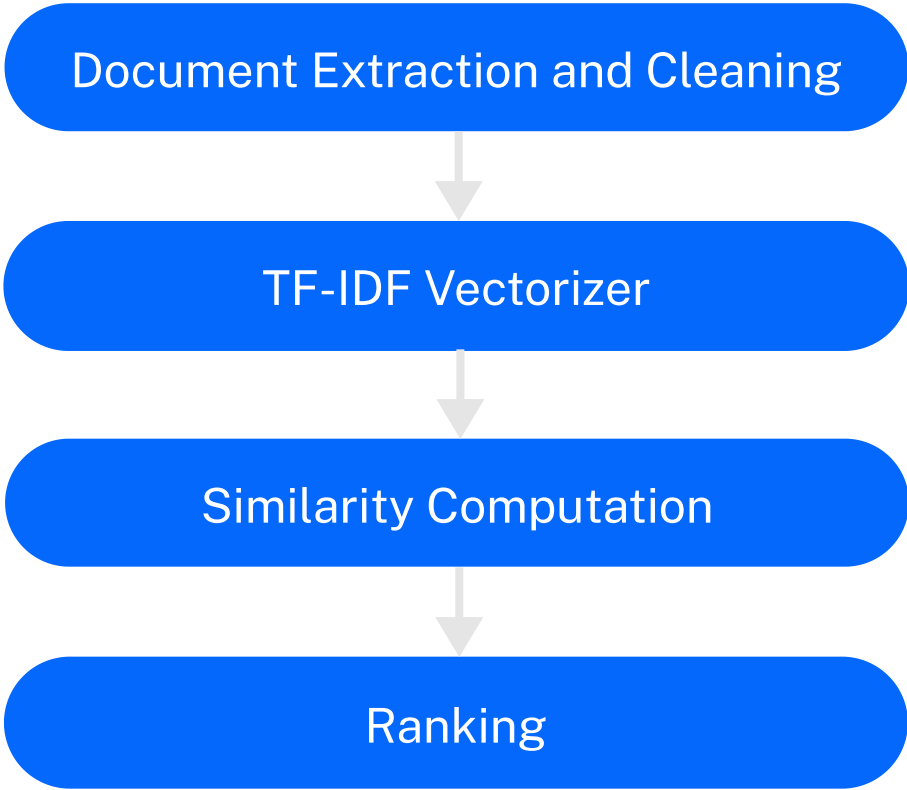 Document Extraction and Cleaning
TF-IDF Vectorizer
Similarity Computation
Ranking